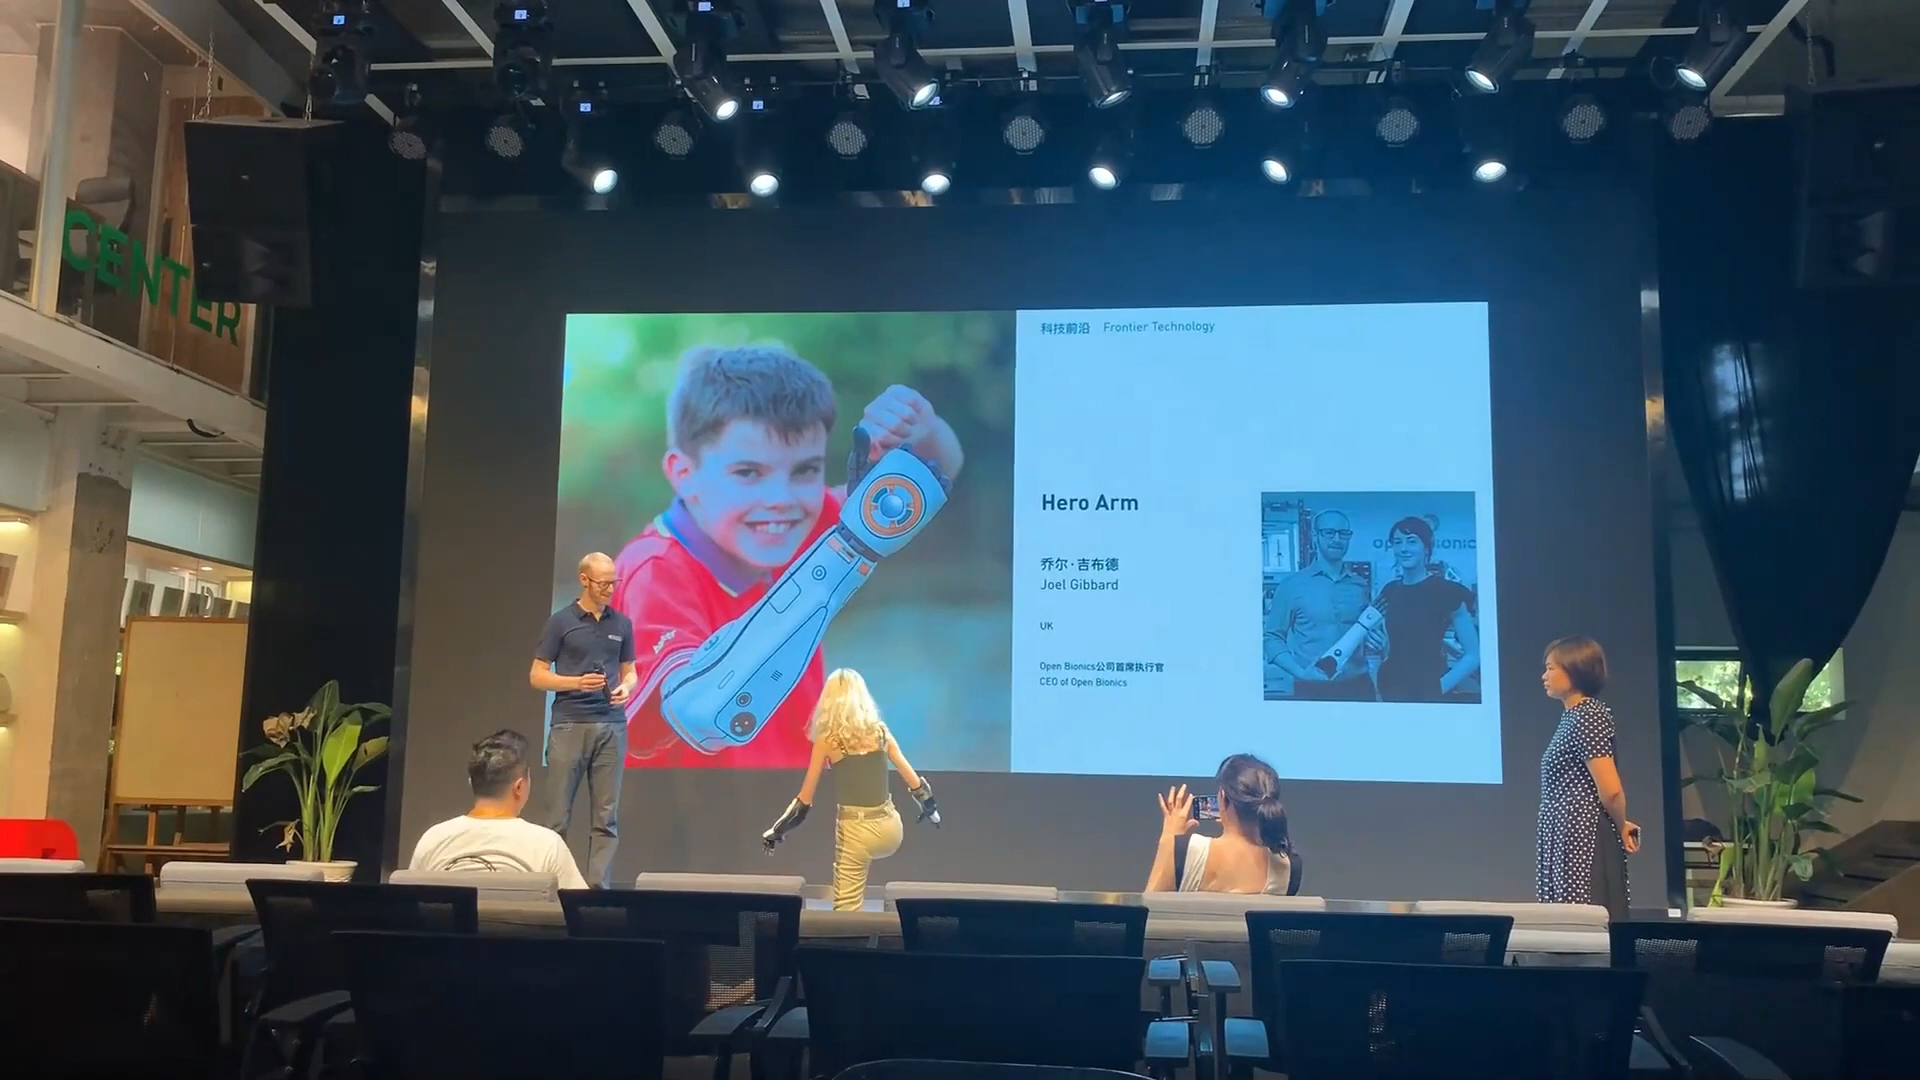 CENTER
科技前沿 Frontier Technology
Hero Arm
乔尔·吉布德
Joel Gibbard
UK
Open Bionics公司首席执行官
CEO of Open Bionics